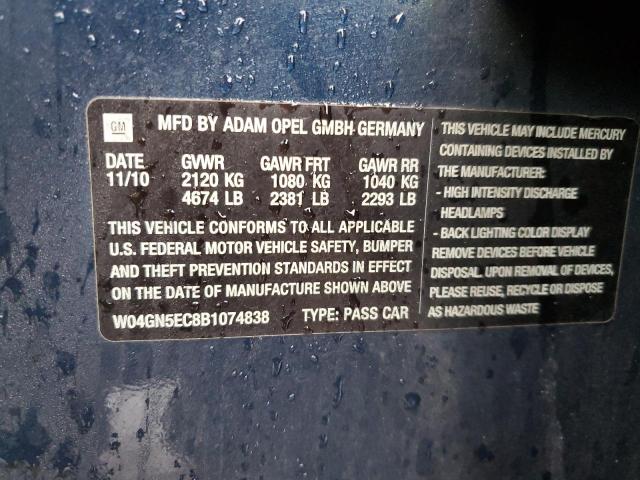 GM MFD BY ADAM OPEL GMBH GERMANY
DATE GVWR GAWR FRT GAWR RR
11/10 2120 KG 1080 KG 1040 KG
4674 LB 2381 LB 2293 LB
THIS VEHICLE CONFORMS TO ALL APPLICABLE
U.S. FEDERAL MOTOR VEHICLE SAFETY, BUMPER
AND THEFT PREVENTION STANDARDS IN EFFECT
ON THE DATE OF MANUFACTURE SHOWN ABOVE
W04GN5EC8B1074838 TYPE: PASS CAR
THIS VEHICLE MAY INCLUDE MERCURY
CONTAINING DEVICES INSTALLED BY
THE MANUFACTURER:
- HIGH INTENSITY DISCHARGE
HEADLAMPS
- BACK LIGHTING COLOR DISPLAY
REMOVE DEVICES BEFORE VEHICLE
DISPOSAL. UPON REMOVAL OF DEVICES,
PLEASE REUSE, RECYCLE OR DISPOSE
AS HAZARDOUS WASTE